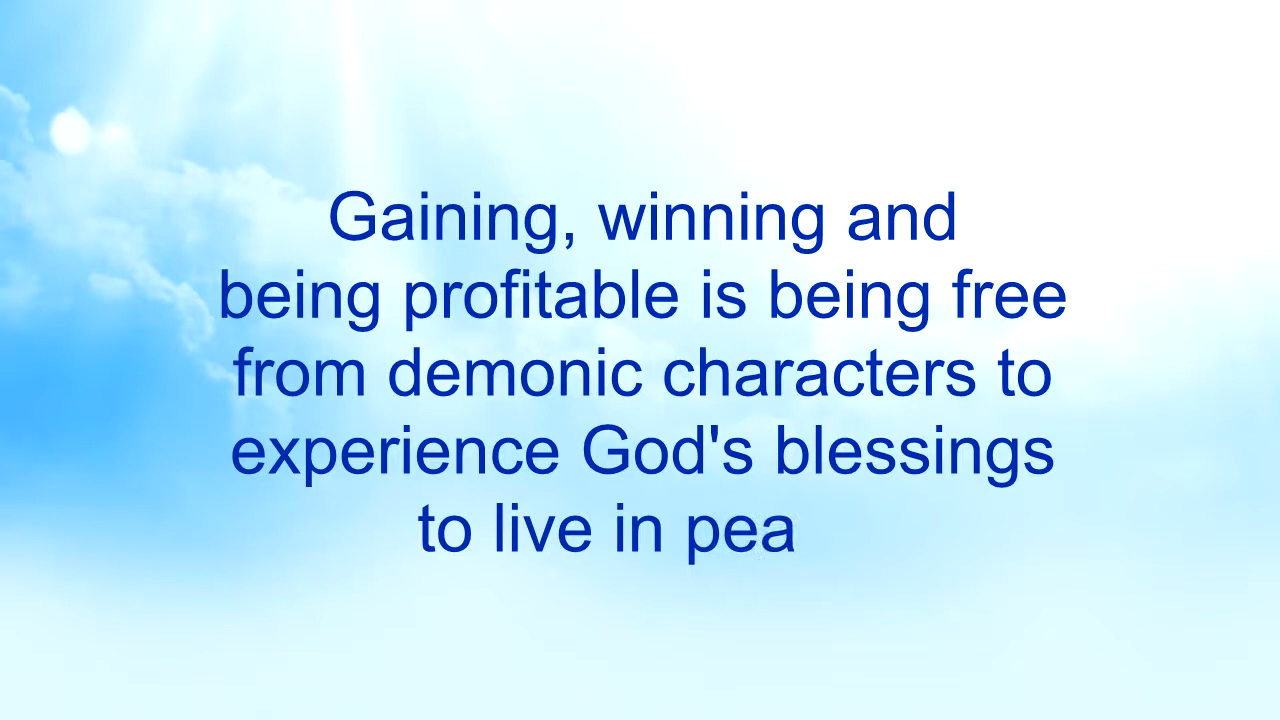 Gaining, winning and
being profitable is being free
from demonic characters to
experience God's blessings
to live in pea